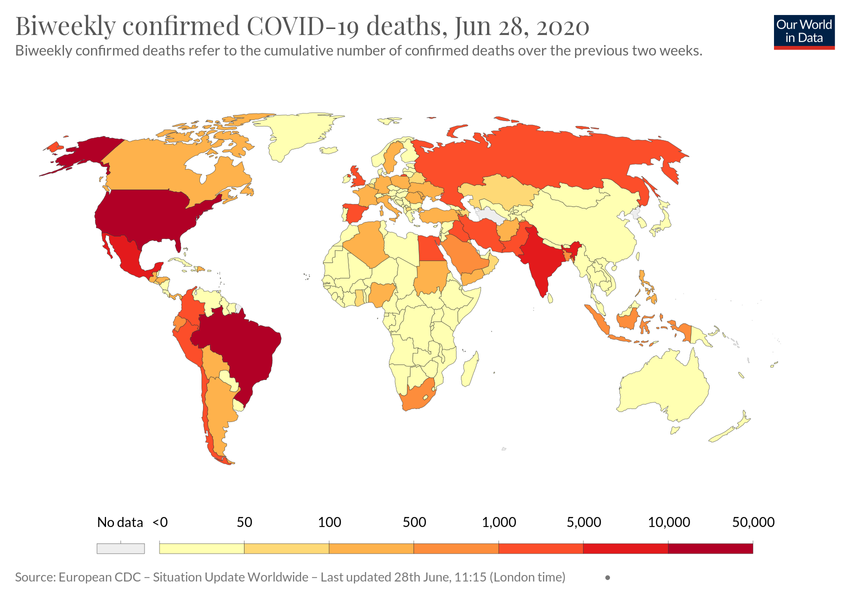 Biweekly confirmed COVID-19 deaths, Jun 28, 2020
Our World
in Data
Biweekly confirmed deaths refer to the cumulative number of confirmed deaths over the previous two weeks.
No data <0 50 100 500 1,000 5,000 10,000 50,000
Source: European CDC – Situation Update Worldwide – Last updated 28th June, 11:15 (London time) •